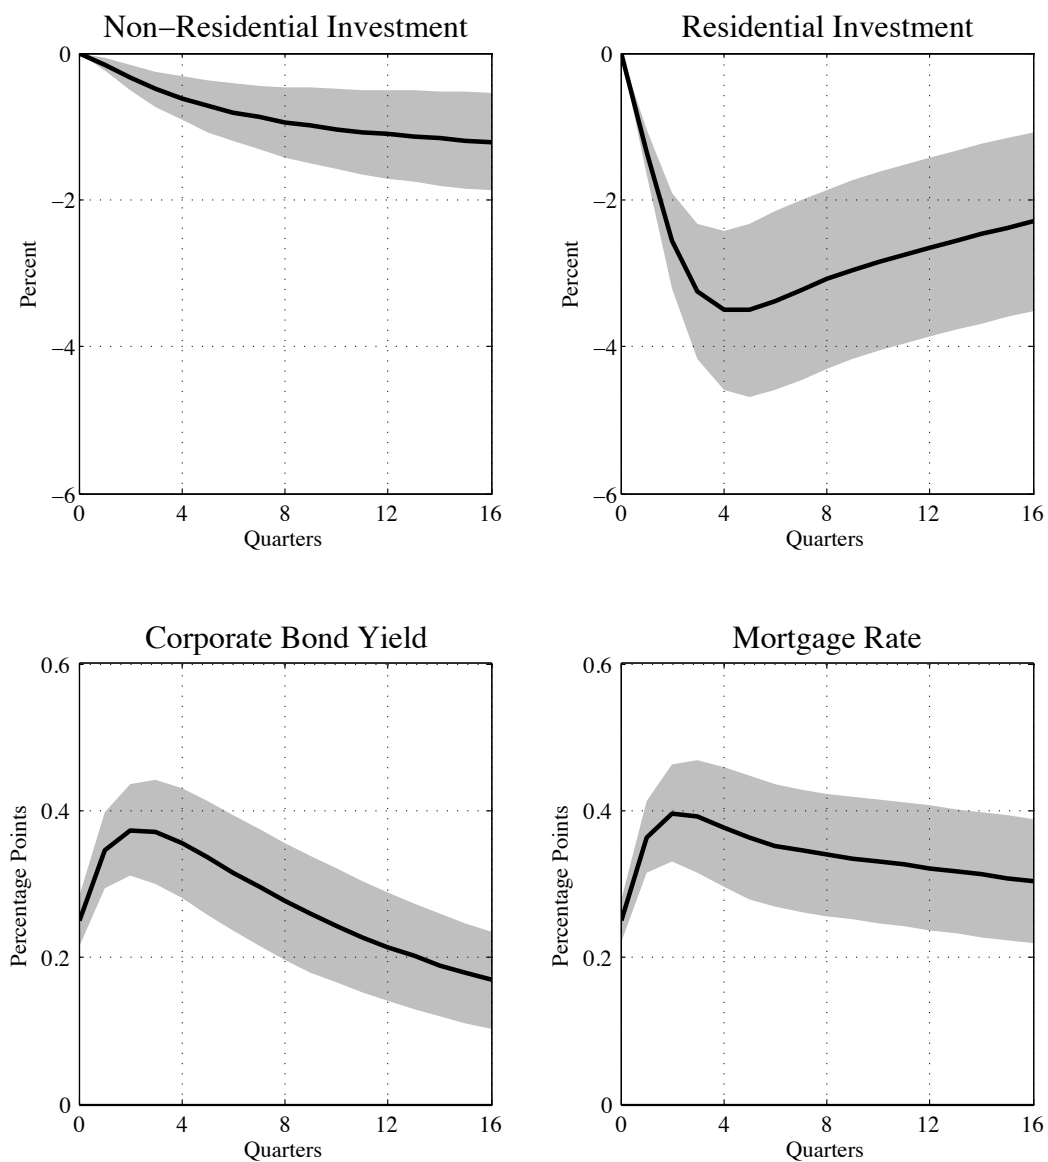 Non−Residential Investment
0
−2
−4
−6
Percent
0 4 8 12 16
Quarters
Residential Investment
0
−2
−4
−6
Percent
0 4 8 12 16
Quarters
Corporate Bond Yield
0.6
0.4
0.2
0
Percentage Points
0 4 8 12 16
Quarters
Mortgage Rate
0.6
0.4
0.2
0
Percentage Points
0 4 8 12 16
Quarters